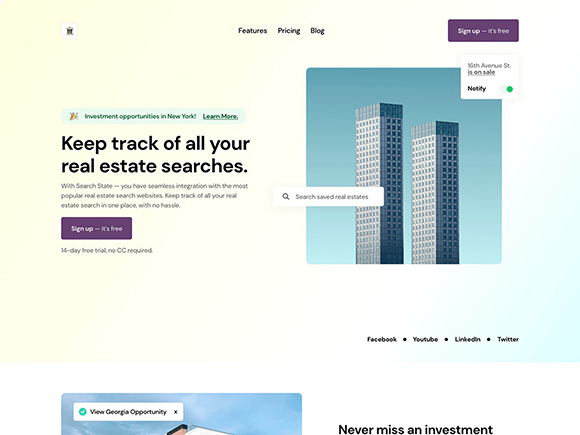 Features Pricing Blog
Sign up — it's free
16th Avenue St.
is on sale
Notify
Investment opportunities in New York! Learn More.
Keep track of all your
real estate searches.
With Search State — you have seamless integration with the most
popular real estate search websites. Keep track of all your real
estate search in one place, with no hassle.
Search saved real estates
Sign up — it's free
14-day free trial, no CC required.
Facebook • Youtube • LinkedIn • Twitter
View Georgia Opportunity x
Never miss an investment